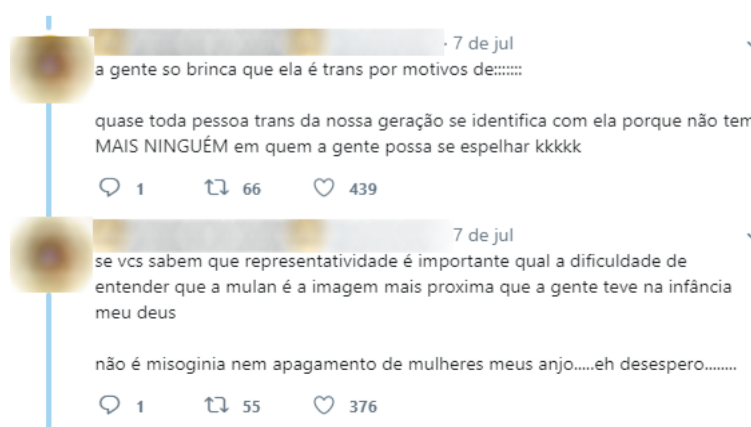 · 7 de jul
a gente so brinca que ela é trans por motivos de:::::::
quase toda pessoa trans da nossa geração se identifica com ela porque não tem
MAIS NINGUÉM em quem a gente possa se espelhar kkkkk
1 66 439
7 de jul
se vcs sabem que representatividade é importante qual a dificuldade de
entender que a mulan é a imagem mais proxima que a gente teve na infância
meu deus
não é misoginia nem apagamento de mulheres meus anjo.....eh desespero........
1 55 376